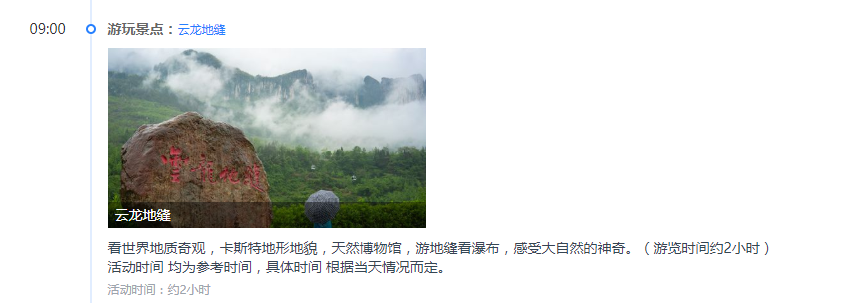 09:00
游玩景点：云龙地缝
雲龍地缝
云龙地缝
看世界地质奇观，卡斯特地形地貌，天然博物馆，游地缝看瀑布，感受大自然的神奇。（游览时间约2小时）
活动时间 均为参考时间，具体时间 根据当天情况而定。
活动时间：约2小时